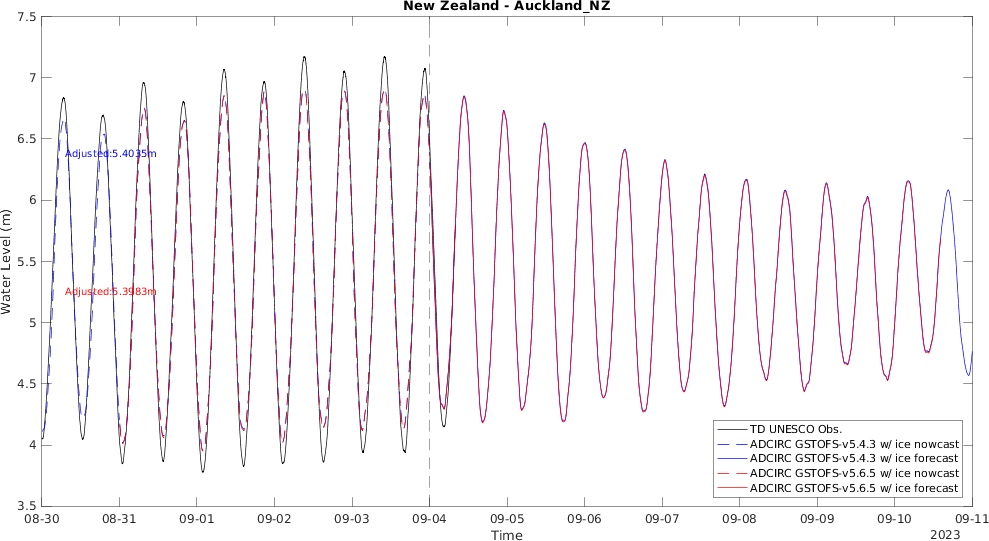 New Zealand - Auckland_NZ
7.5
7
6.5
6
5.5
5
4.5
4
3.5
Water Level (m)
Adjusted:5.4035m
Adjusted:5.3983m
TD UNESCO Obs.
ADCIRC GSTOFS-v5.4.3 w/ ice nowcast
ADCIRC GSTOFS-v5.4.3 w/ ice forecast
ADCIRC GSTOFS-v5.6.5 w/ ice nowcast
ADCIRC GSTOFS-v5.6.5 w/ ice forecast
08-30 08-31 09-01 09-02 09-03 09-04 09-05 09-06 09-07 09-08 09-09 09-10 09-11
Time
2023